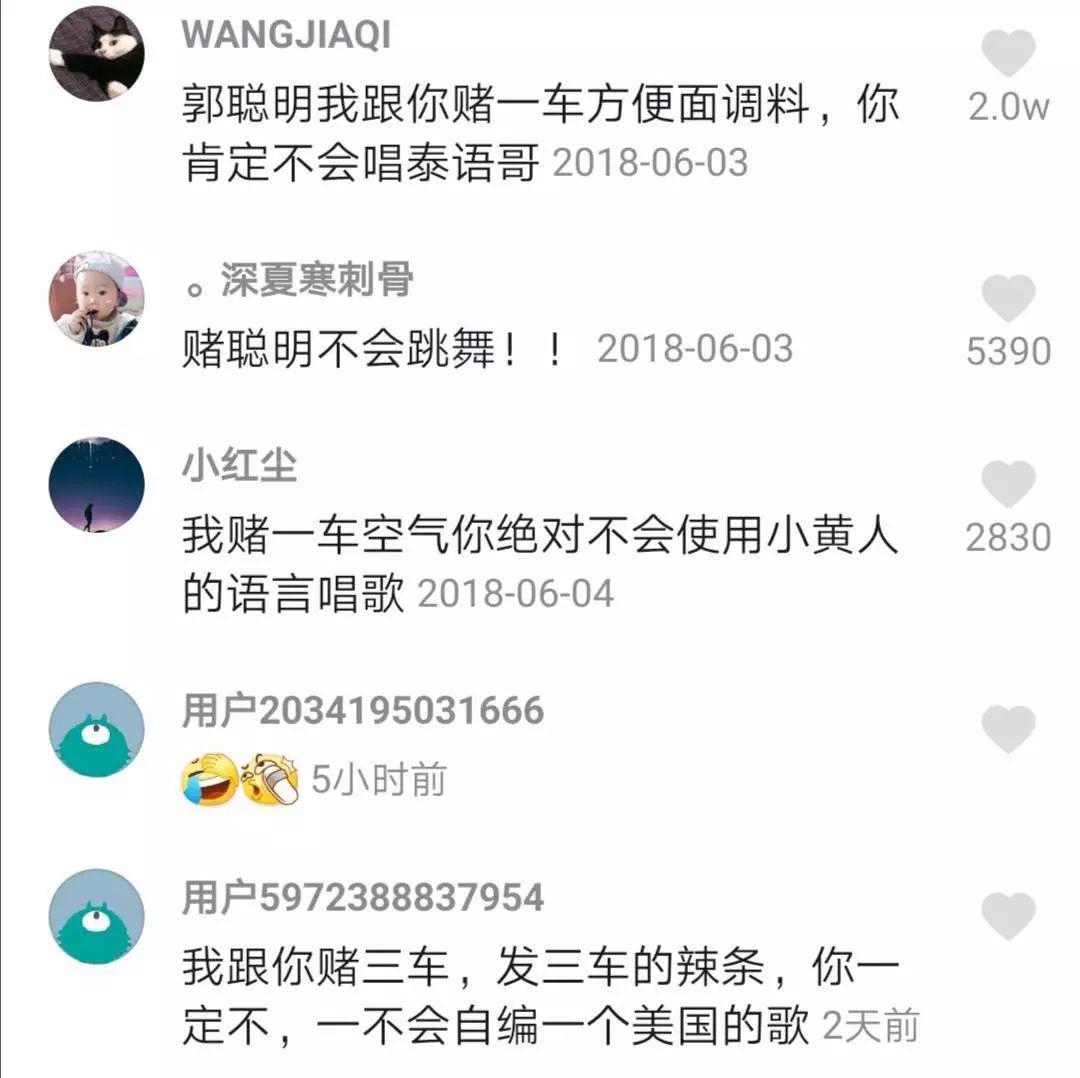 WANGJIAQI
郭聪明我跟你赌一车方便面调料，你
肯定不会唱泰语哥 2018-06-03
2.0w
。深夏寒刺骨
赌聪明不会跳舞！！ 2018-06-03
5390
小红尘
我赌一车空气你绝对不会使用小黄人
的语言唱歌 2018-06-04
2830
用户2034195031666
5小时前
用户5972388837954
我跟你赌三车，发三车的辣条，你一
定不，一不会自编一个美国的歌 2天前